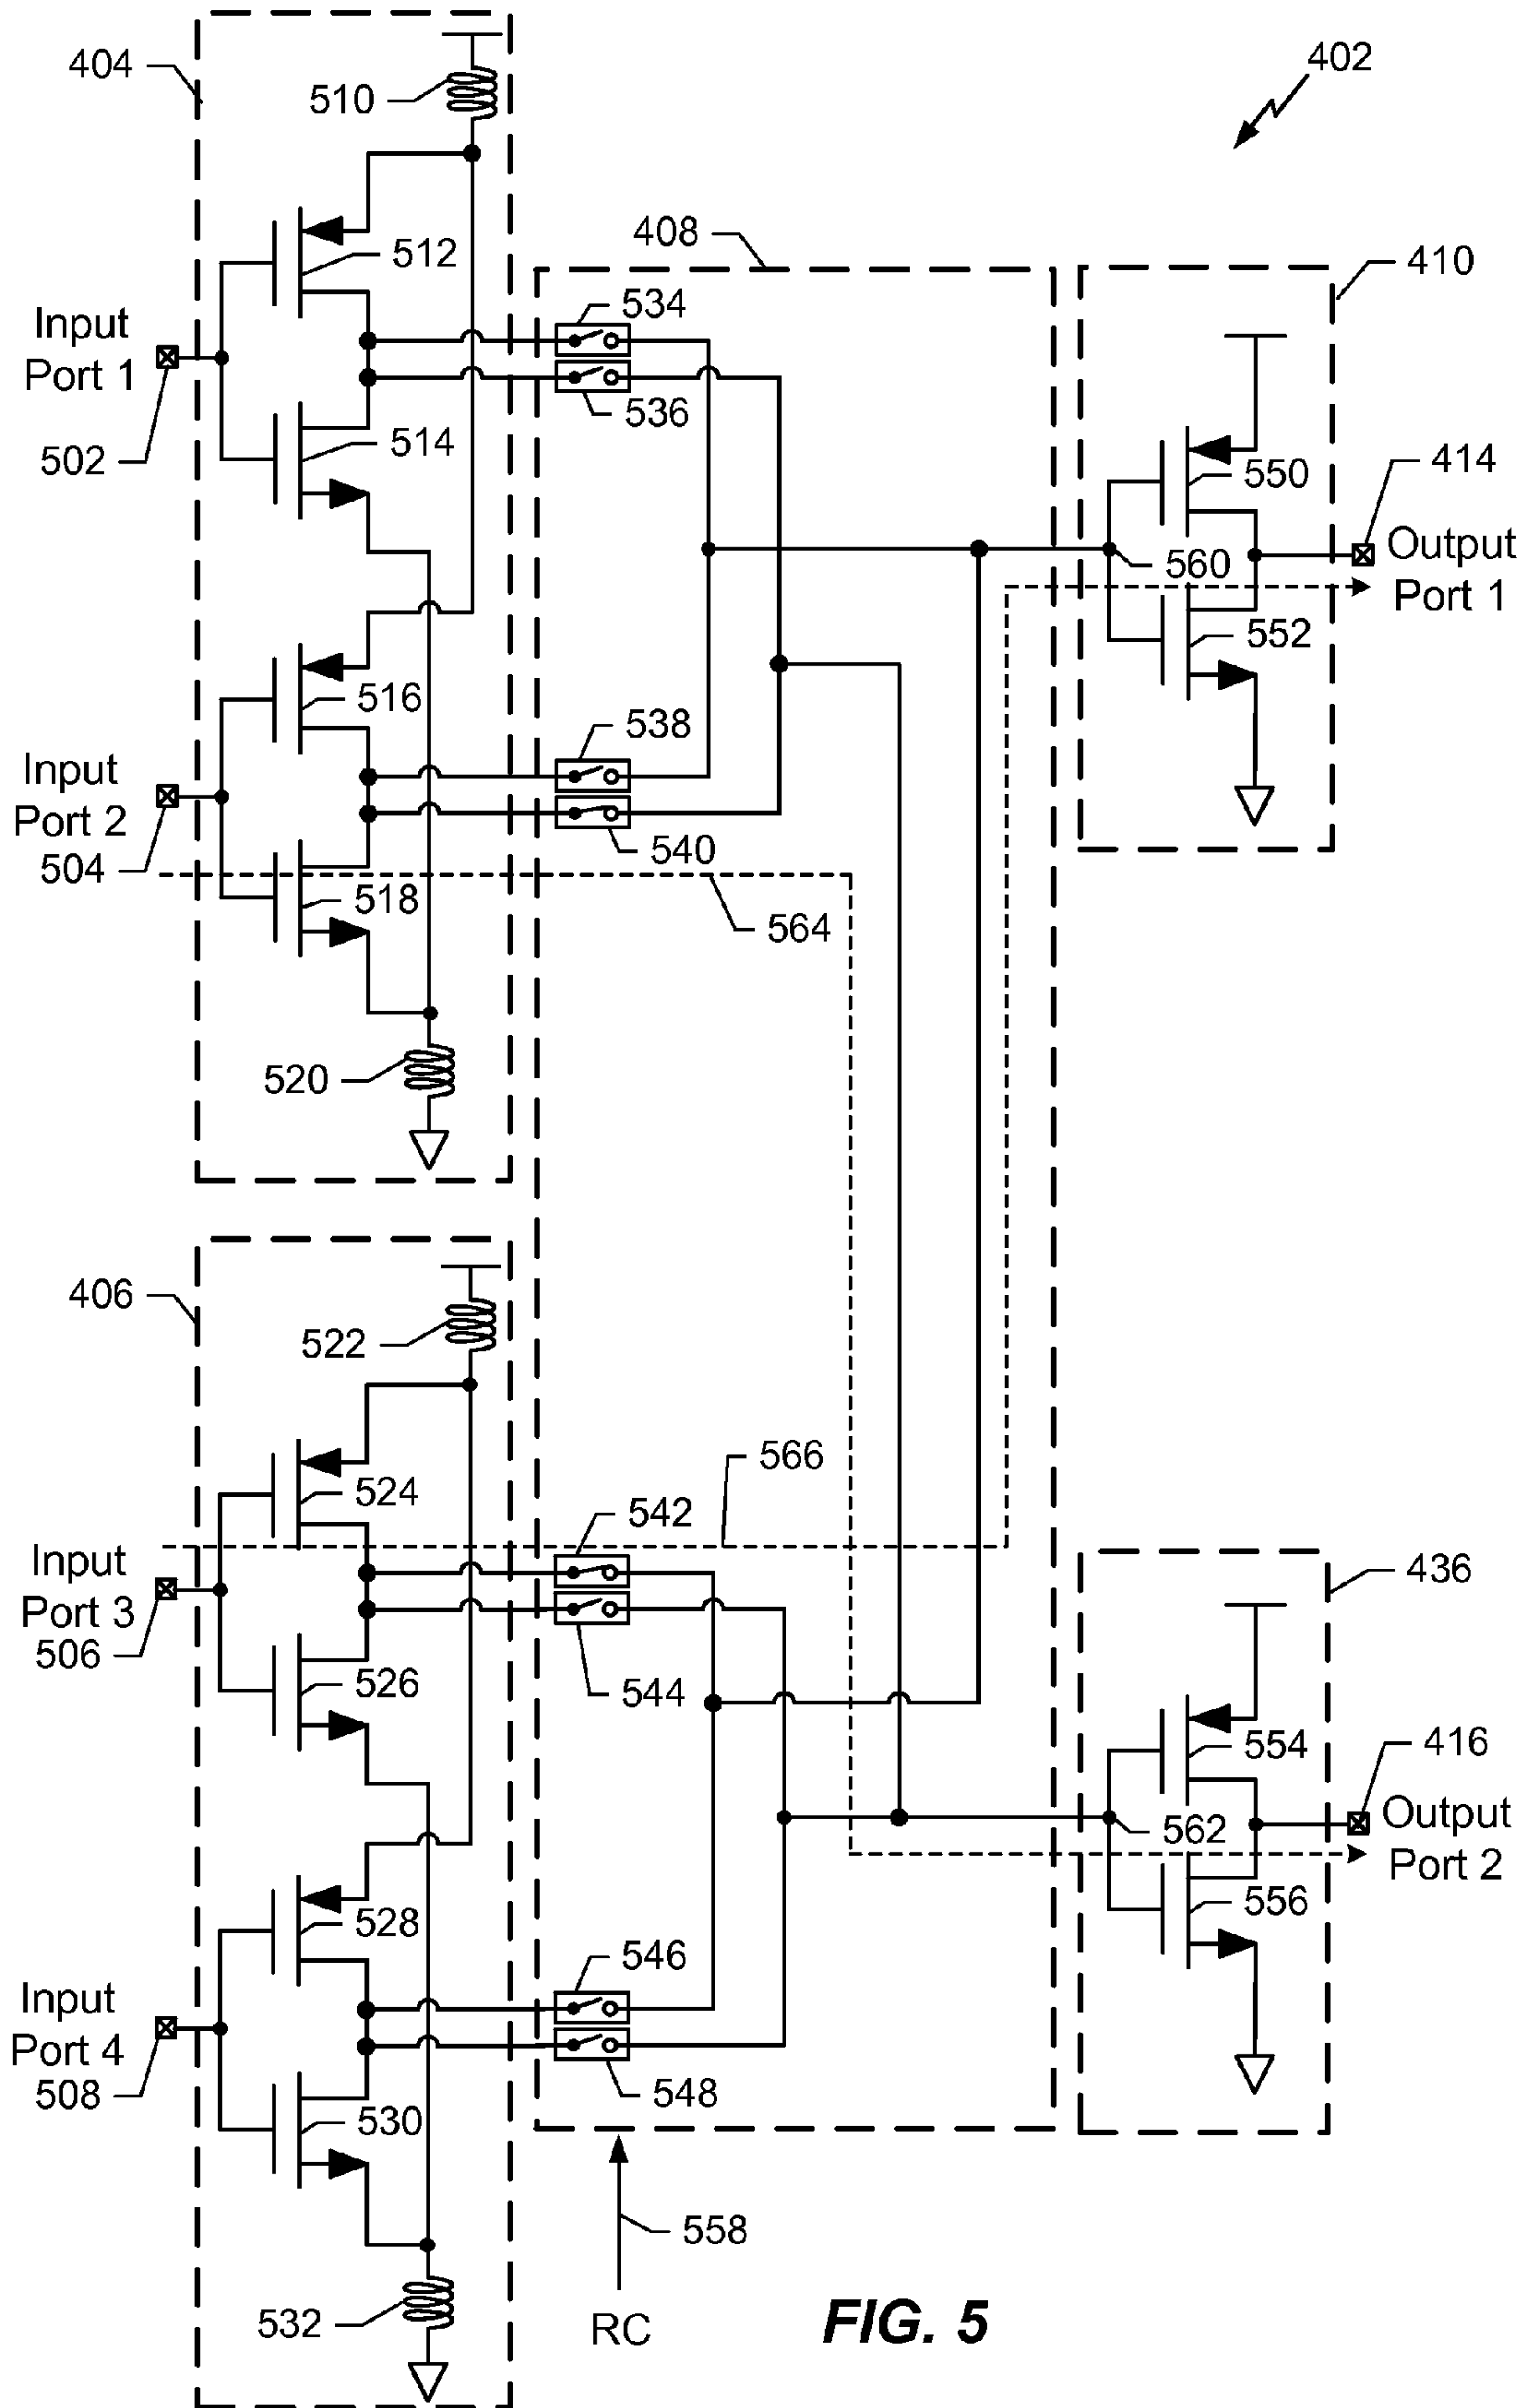 404
510
402
512
408
410
Input
Port 1
534
536
502
514
550
414
Output
Port 1
560
552
516
538
Input
Port 2
504
540
518
564
520
406
522
566
524
542
Input
Port 3
506
436
526
544
554
416
Output
Port 2
562
528
556
546
Input
Port 4
508
548
530
558
532
RC
FIG. 5